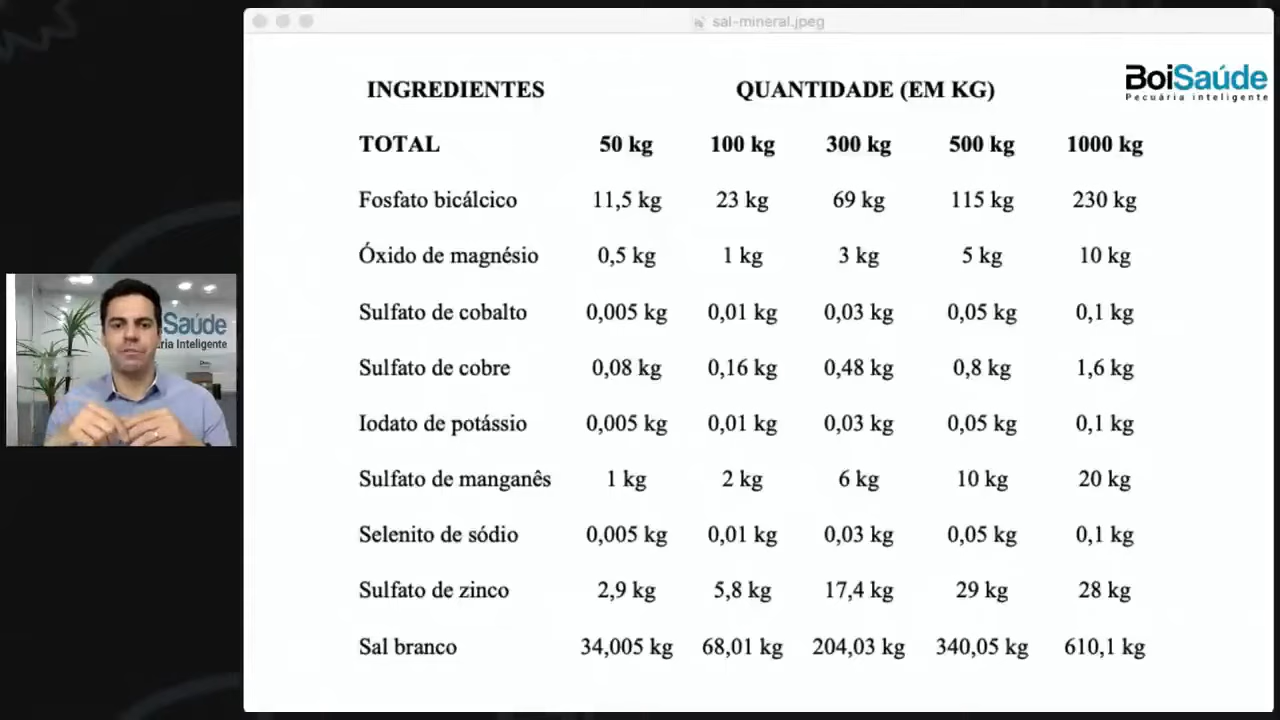 sal-mineral.jpeg
BoiSaúde
Pecuária inteligente
INGREDIENTES QUANTIDADE (EM KG)
TOTAL 50 kg 100 kg 300 kg 500 kg 1000 kg
Fosfato bicálcico 11,5 kg 23 kg 69 kg 115 kg 230 kg
Óxido de magnésio 0,5 kg 1 kg 3 kg 5 kg 10 kg
Sulfato de cobalto 0,005 kg 0,01 kg 0,03 kg 0,05 kg 0,1 kg
Sulfato de cobre 0,08 kg 0,16 kg 0,48 kg 0,8 kg 1,6 kg
Iodato de potássio 0,005 kg 0,01 kg 0,03 kg 0,05 kg 0,1 kg
Sulfato de manganês 1 kg 2 kg 6 kg 10 kg 20 kg
Selenito de sódio 0,005 kg 0,01 kg 0,03 kg 0,05 kg 0,1 kg
Sulfato de zinco 2,9 kg 5,8 kg 17,4 kg 29 kg 28 kg
Sal branco 34,005 kg 68,01 kg 204,03 kg 340,05 kg 610,1 kg
Saúde
ria Inteligente